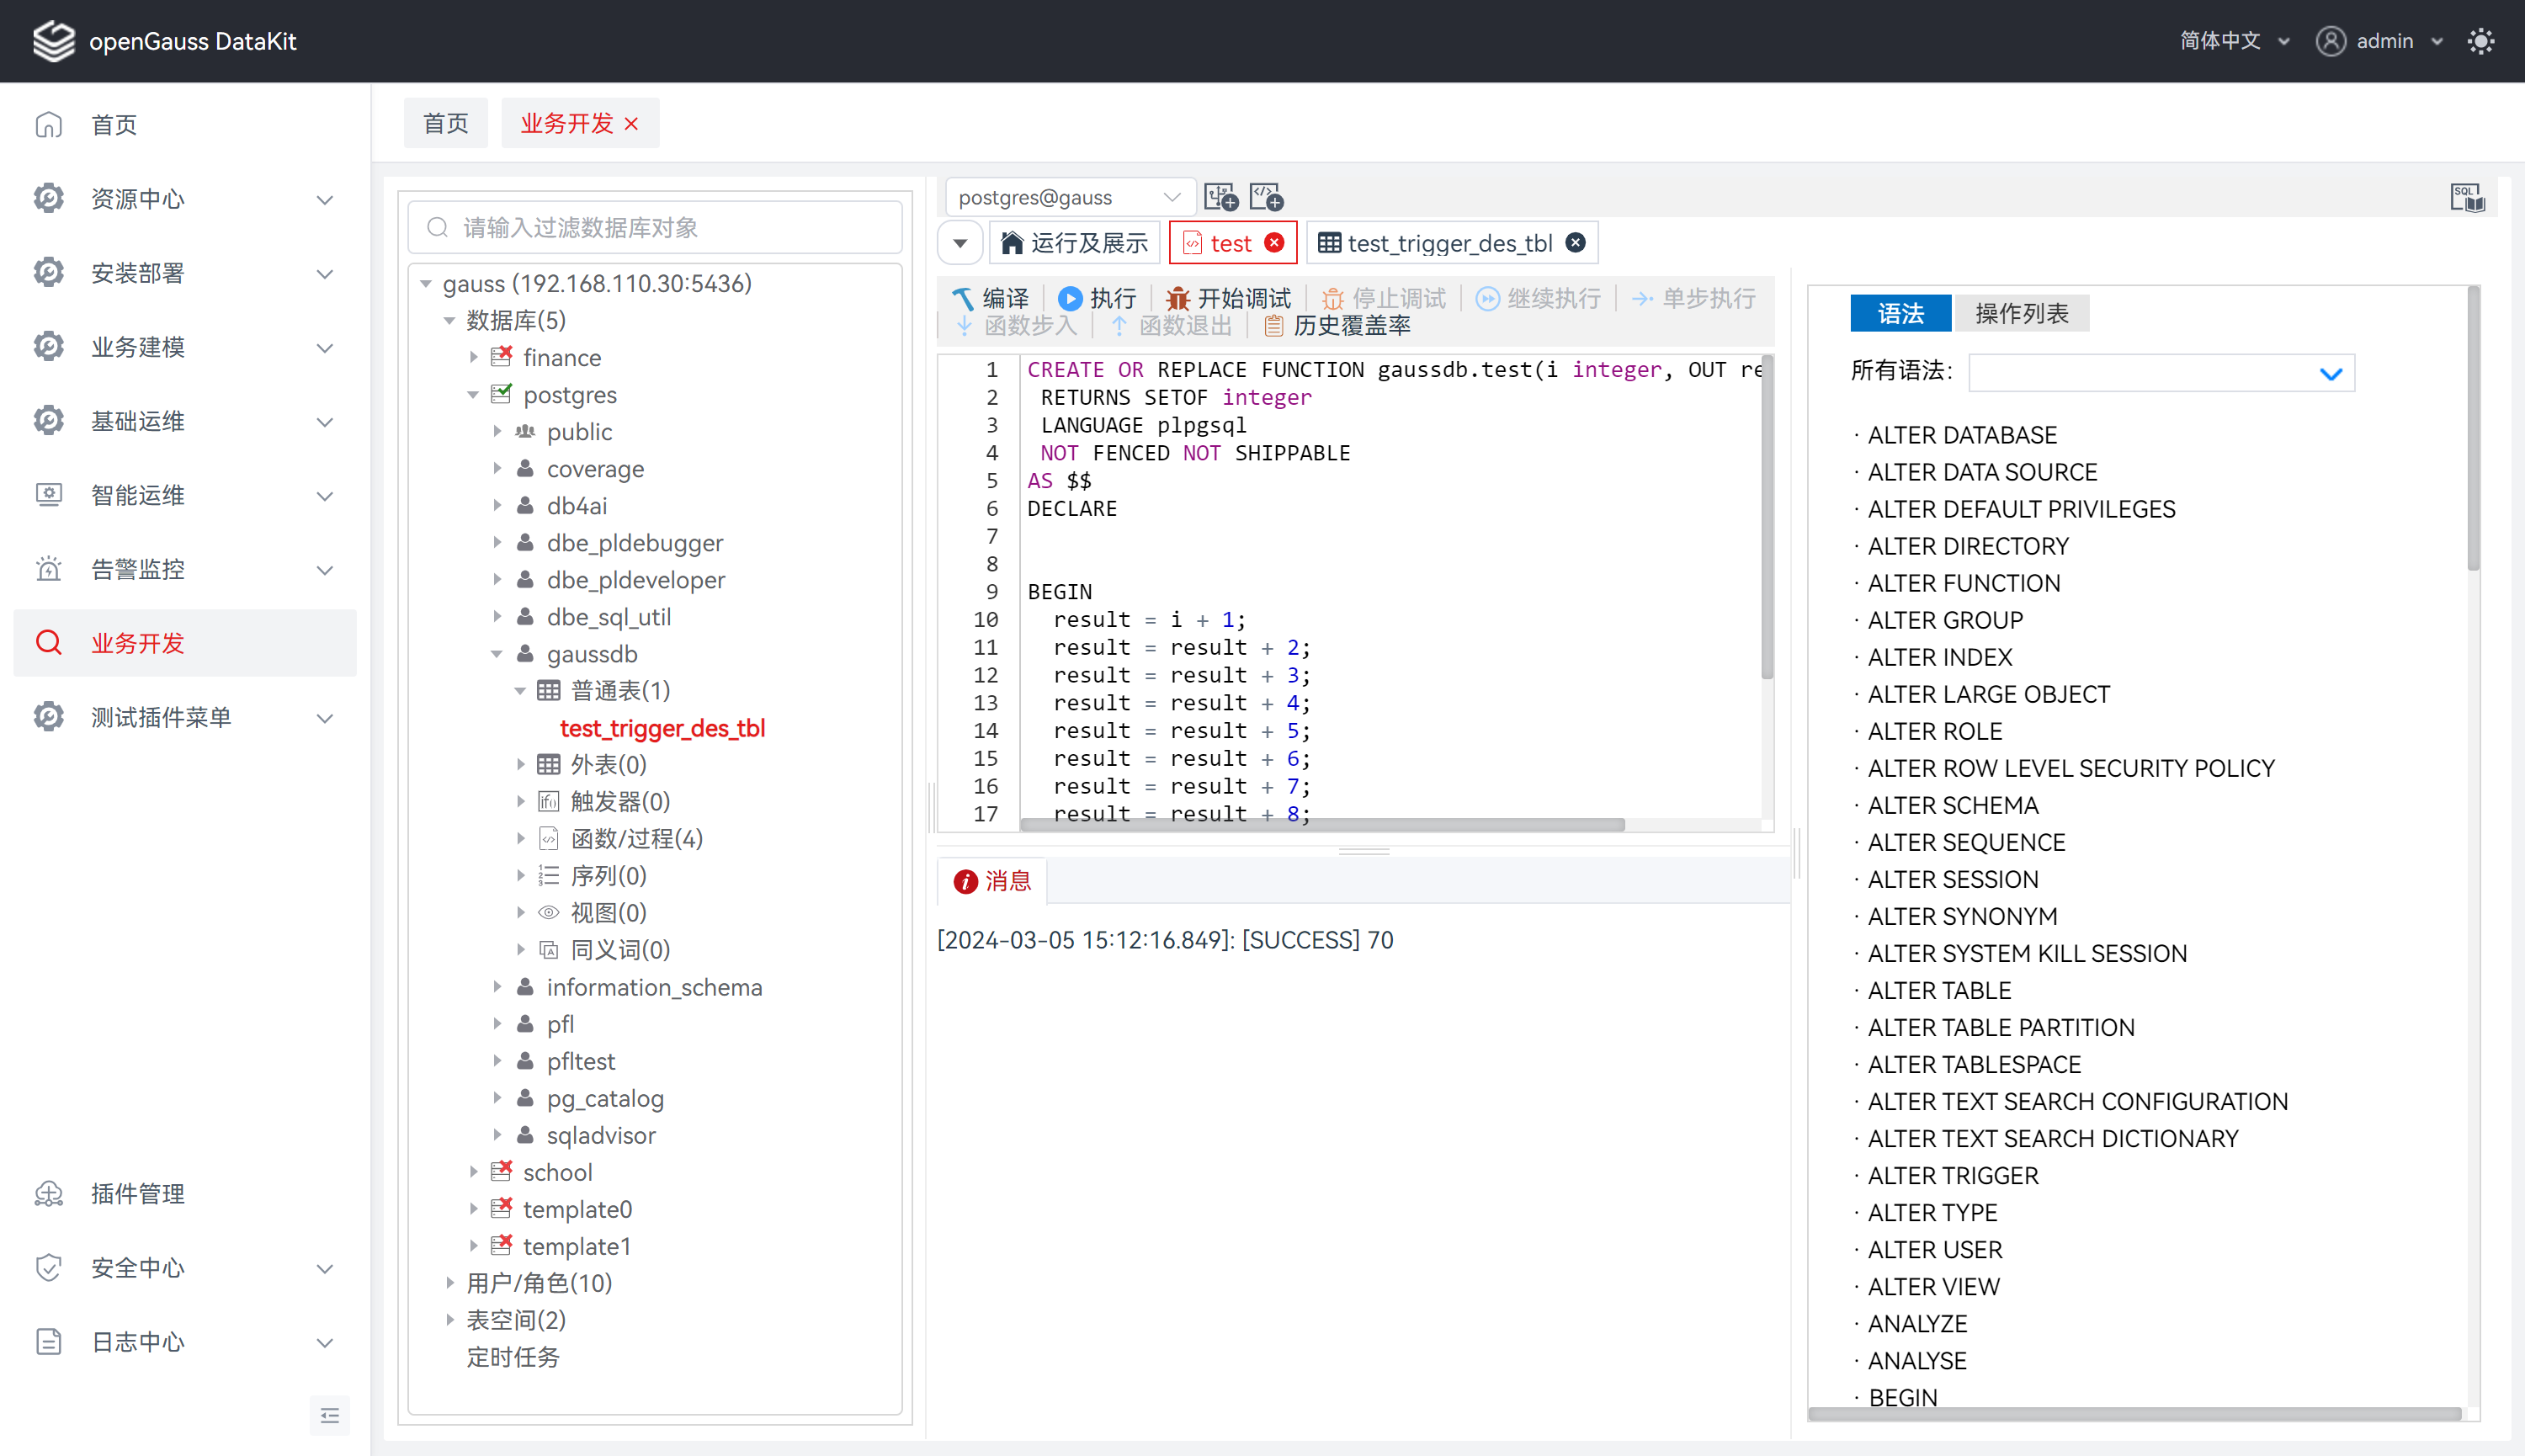 openGauss DataKit
简体中文
admin
首页
资源中心
安装部署
业务建模
基础运维
智能运维
告警监控
业务开发
测试插件菜单
插件管理
安全中心
日志中心
首页
业务开发
请输入过滤数据库对象
gauss (192.168.110.30:5436)
数据库(5)
finance
postgres
public
coverage
db4ai
dbe_pldebugger
dbe_pldeveloper
dbe_sql_util
gaussdb
普通表(1)
test_trigger_des_tbl
外表(0)
触发器(0)
函数/过程(4)
序列(0)
视图(0)
同义词(0)
information_schema
pfl
pfltest
pg_catalog
sqladvisor
school
template0
template1
用户/角色(10)
表空间(2)
定时任务
postgres@gauss
SQL
运行及展示
test
test_trigger_des_tbl
编译 执行 开始调试 停止调试 继续执行 单步执行
函数步入 函数退出 历史覆盖率
1 CREATE OR REPLACE FUNCTION gaussdb.test(i integer, OUT re
2 RETURNS SETOF integer
3 LANGUAGE plpgsql
4 NOT FENCED NOT SHIPPABLE
5 AS $$
6 DECLARE
7
8
9 BEGIN
10 result = i + 1;
11 result = result + 2;
12 result = result + 3;
13 result = result + 4;
14 result = result + 5;
15 result = result + 6;
16 result = result + 7;
17 result = result + 8;
消息
[2024-03-05 15:12:16.849]: [SUCCESS] 70
语法 操作列表
所有语法:
· ALTER DATABASE
· ALTER DATA SOURCE
· ALTER DEFAULT PRIVILEGES
· ALTER DIRECTORY
· ALTER FUNCTION
· ALTER GROUP
· ALTER INDEX
· ALTER LARGE OBJECT
· ALTER ROLE
· ALTER ROW LEVEL SECURITY POLICY
· ALTER SCHEMA
· ALTER SEQUENCE
· ALTER SESSION
· ALTER SYNONYM
· ALTER SYSTEM KILL SESSION
· ALTER TABLE
· ALTER TABLE PARTITION
· ALTER TABLESPACE
· ALTER TEXT SEARCH CONFIGURATION
· ALTER TEXT SEARCH DICTIONARY
· ALTER TRIGGER
· ALTER TYPE
· ALTER USER
· ALTER VIEW
· ANALYZE
· ANALYSE
· BEGIN